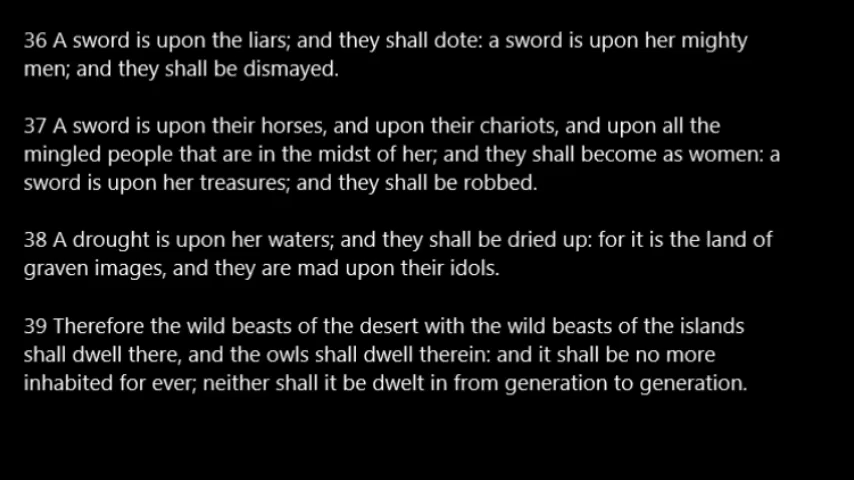 36 A sword is upon the liars; and they shall dote: a sword is upon her mighty
men; and they shall be dismayed.
37 A sword is upon their horses, and upon their chariots, and upon all the
mingled people that are in the midst of her; and they shall become as women: a
sword is upon her treasures; and they shall be robbed.
38 A drought is upon her waters; and they shall be dried up: for it is the land of
graven images, and they are mad upon their idols.
39 Therefore the wild beasts of the desert with the wild beasts of the islands
shall dwell there, and the owls shall dwell therein: and it shall be no more
inhabited for ever; neither shall it be dwelt in from generation to generation.